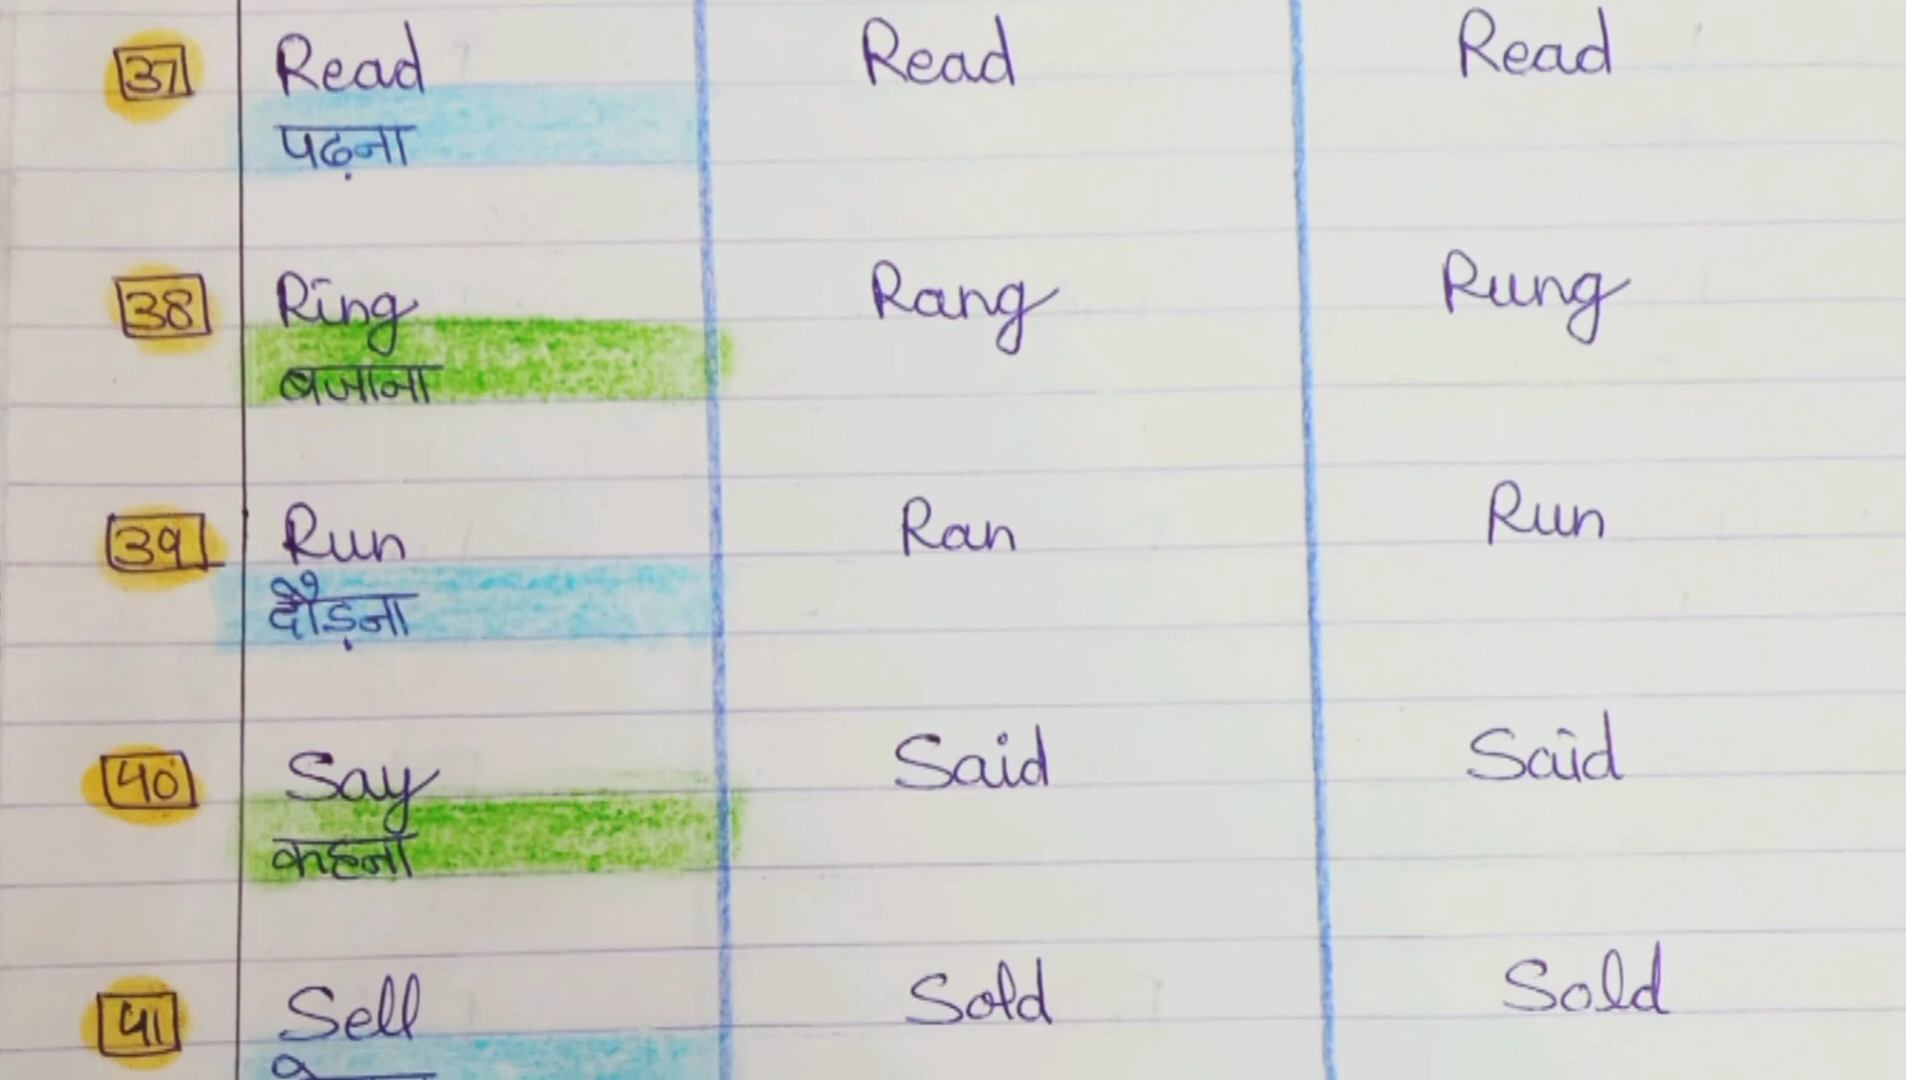 37 Read Read Read
पढ़ना
38 Ring Rang Rung
बजाना
39 Run Ran Run
दौड़ना
40 Say Said Said
कहना
41 Sell Sold Sold